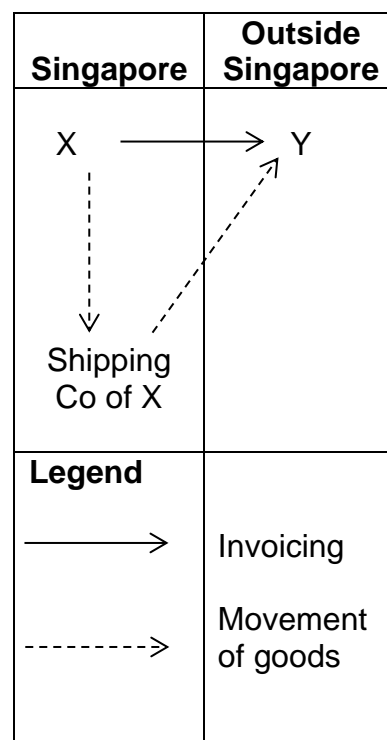 Singapore
Outside
Singapore
X
Y
Shipping
Co of X
Legend
Invoicing
Movement
of goods